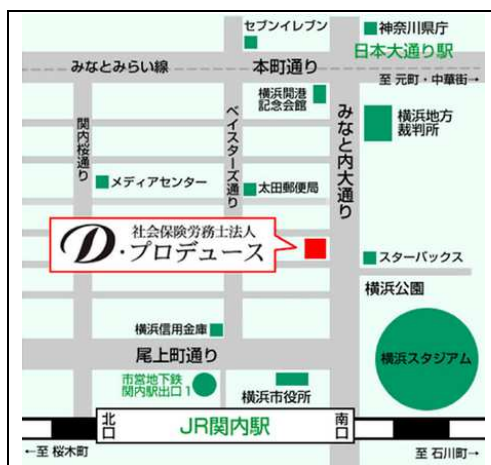 セブンイレブン
神奈川県庁
日本大通り駅
みなとみらい線
本町通り
至 元町・中華街→
横浜開港
記念会館
関内桜通り
ベイスターズ通り
みなと内大通り
横浜地方
裁判所
メディアセンター
太田郵便局
社会保険労務士法人
D・プロデュース
スターバックス
横浜公園
横浜信用金庫
尾上町通り
横浜スタジアム
市営地下鉄
関内駅出口1
横浜市役所
北口
JR関内駅
南口
←至 桜木町
至 石川町→